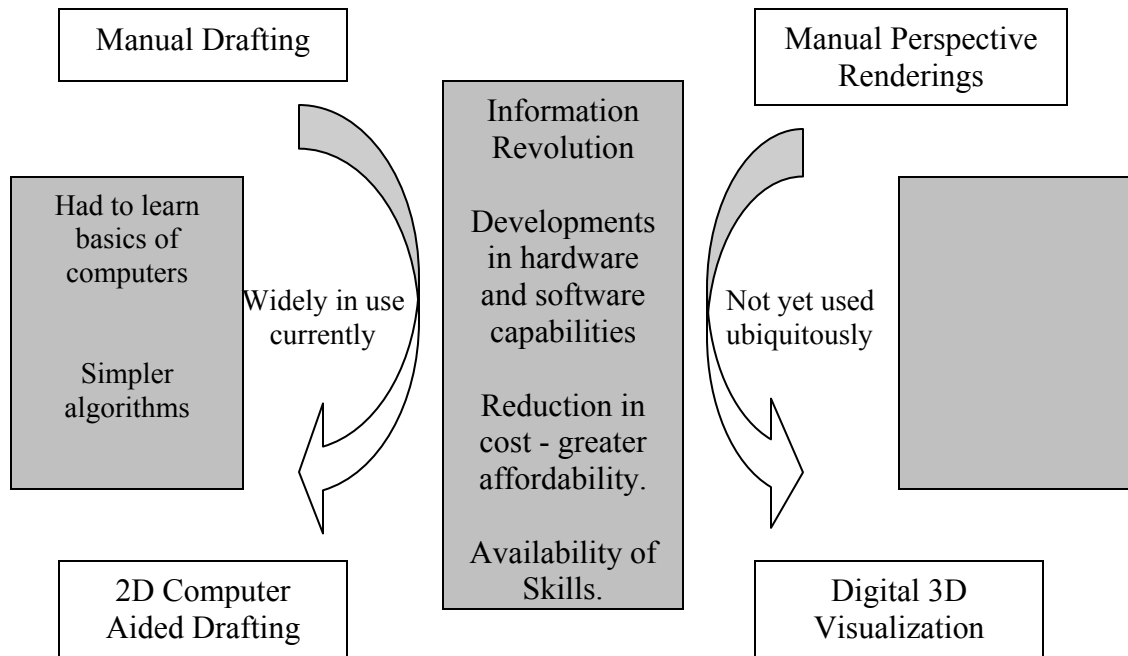 Manual Drafting
Manual Perspective
Renderings
Had to learn
basics of
computers
Simpler
algorithms
Widely in use
currently
Information
Revolution
Developments
in hardware
and software
capabilities
Reduction in
cost - greater
affordability.
Availability of
Skills.
Not yet used
ubiquitously
2D Computer
Aided Drafting
Digital 3D
Visualization